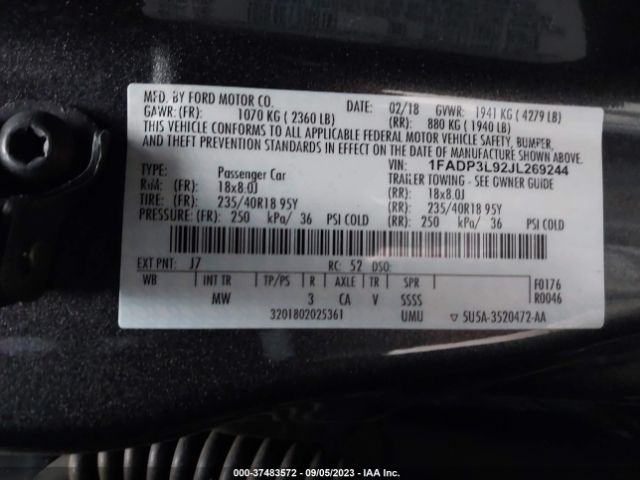 MFD. BY FORD MOTOR CO.
DATE: 02/18 GVWR: 1941 KG ( 4279 LB)
GAWR:(FR): 1070 KG ( 2360 LB) (RR): 880 KG ( 1940 LB)
THIS VEHICLE CONFORMS TO ALL APPLICABLE FEDERAL MOTOR VEHICLE SAFETY, BUMPER,
AND THEFT PREVENTION STANDARDS IN EFFECT ON THE DATE OF MANUFACTURE SHOWN ABOVE.
VIN: 1FADP3L92JL269244
TYPE: Passenger Car TRAILER TOWING - SEE OWNER GUIDE
RIM: (FR): 18x8.0J (RR): 18x8.0J
TIRE: (FR): 235/40R18 95Y (RR): 235/40R18 95Y
PRESSURE: (FR): 250 kPa/ 36 PSI COLD (RR): 250 kPa/ 36 PSI COLD
EXT PNT: J7 RC: 52 DSO:
WB INT TR TP/PS R AXLE TR SPR F0176
MW 3 CA V SSSS R0046
3201802025361 UMU ▽ 5U5A-3520472-AA
000-37483572 - 09/05/2023 - IAA Inc.